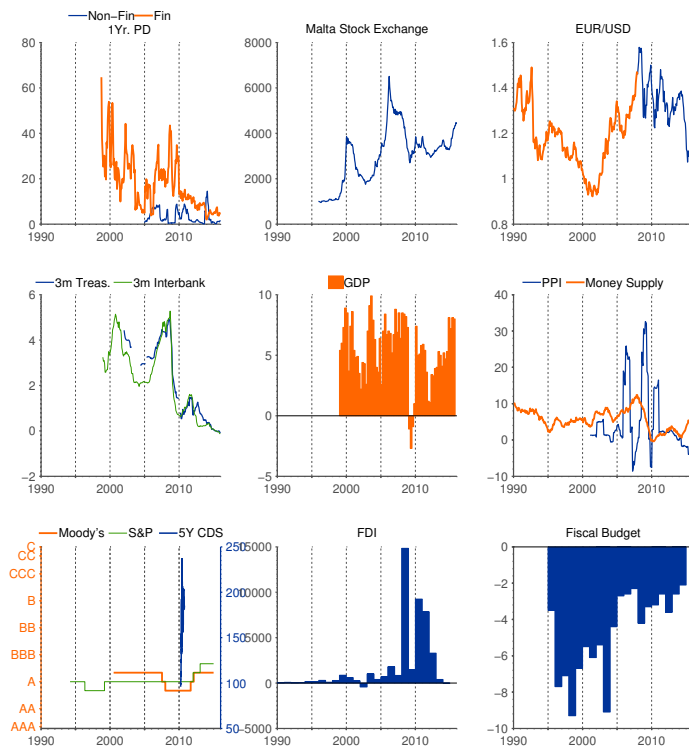 Non-Fin Fin
1Yr. PD
80
60
40
20
0
1990 2000 2010
Malta Stock Exchange
8000
6000
4000
2000
0
1990 2000 2010
EUR/USD
1.6
1.4
1.2
1
0.8
1990 2000 2010
3m Treas. 3m Interbank
6
4
2
0
−2
1990 2000 2010
GDP
10
5
0
−5
1990 2000 2010
PPI Money Supply
40
30
20
10
0
−10
1990 2000 2010
Moody's S&P 5Y CDS
C
CC
CCC
B
BB
BBB
A
AA
AAA
250
200
150
100
50
1990 2000 2010
FDI
15000
10000
5000
0
−5000
1990 2000 2010
Fiscal Budget
0
−2
−4
−6
−8
−10
1990 2000 2010